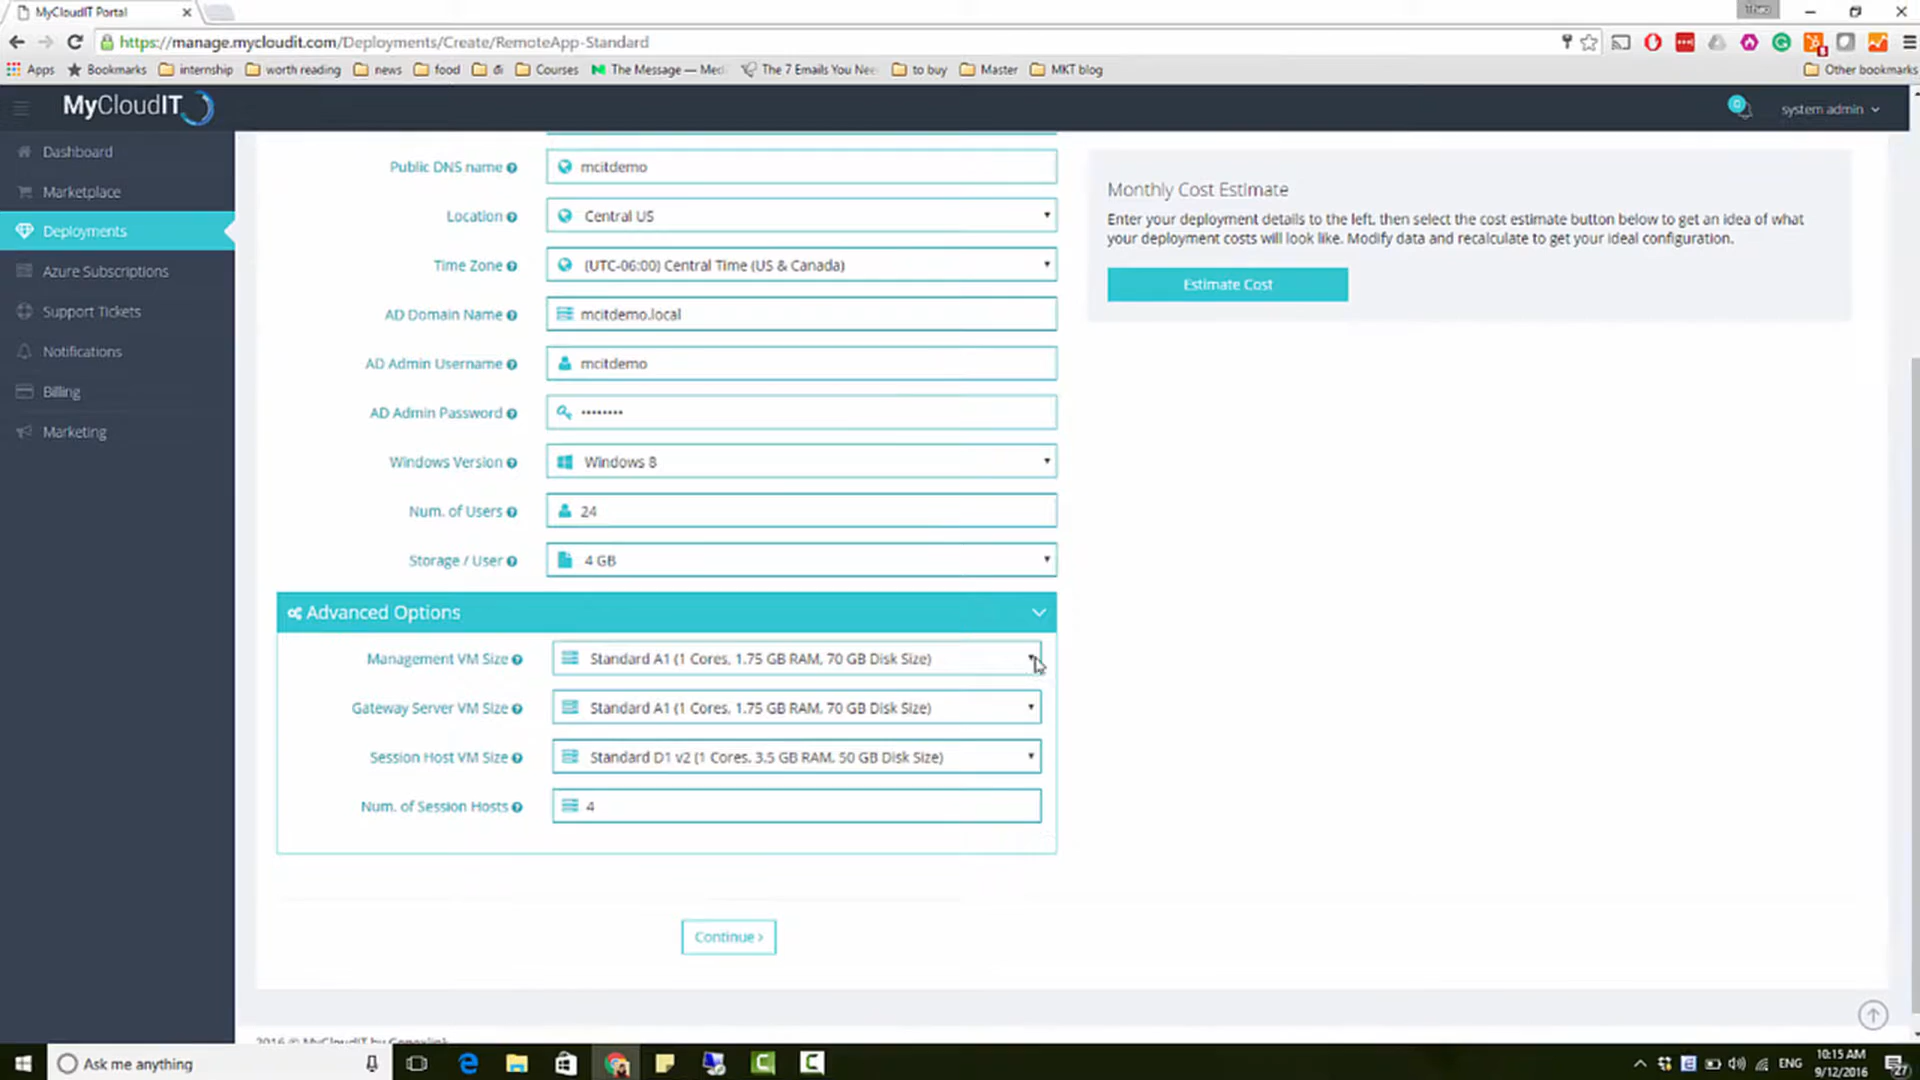 MyCloudIT Portal
Theo
https://manage.mycloudit.com/Deployments/Create/RemoteApp-Standard
Apps
Bookmarks
internship
worth reading
news
food
đi
Courses
The Message — Med
The 7 Emails You Nee
to buy
Master
MKT blog
Other bookmarks
MyCloudIT
0
system admin
Dashboard
Marketplace
Deployments
Azure Subscriptions
Support Tickets
Notifications
Billing
Marketing
Public DNS name
mcitdemo
Location
Central US
Time Zone
(UTC-06:00) Central Time (US & Canada)
AD Domain Name
mcitdemo.local
AD Admin Username
mcitdemo
AD Admin Password
••••••••
Windows Version
Windows 8
Num. of Users
24
Storage / User
4 GB
Monthly Cost Estimate
Enter your deployment details to the left, then select the cost estimate button below to get an idea of what
your deployment costs will look like. Modify data and recalculate to get your ideal configuration.
Estimate Cost
Advanced Options
Management VM Size
Standard A1 (1 Cores, 1.75 GB RAM, 70 GB Disk Size)
Gateway Server VM Size
Standard A1 (1 Cores, 1.75 GB RAM, 70 GB Disk Size)
Session Host VM Size
Standard D1 v2 (1 Cores, 3.5 GB RAM, 50 GB Disk Size)
Num. of Session Hosts
4
Continue >
2016 © MyCloudIT by Conexlink
Ask me anything
ENG
10:15 AM
9/12/2016
27